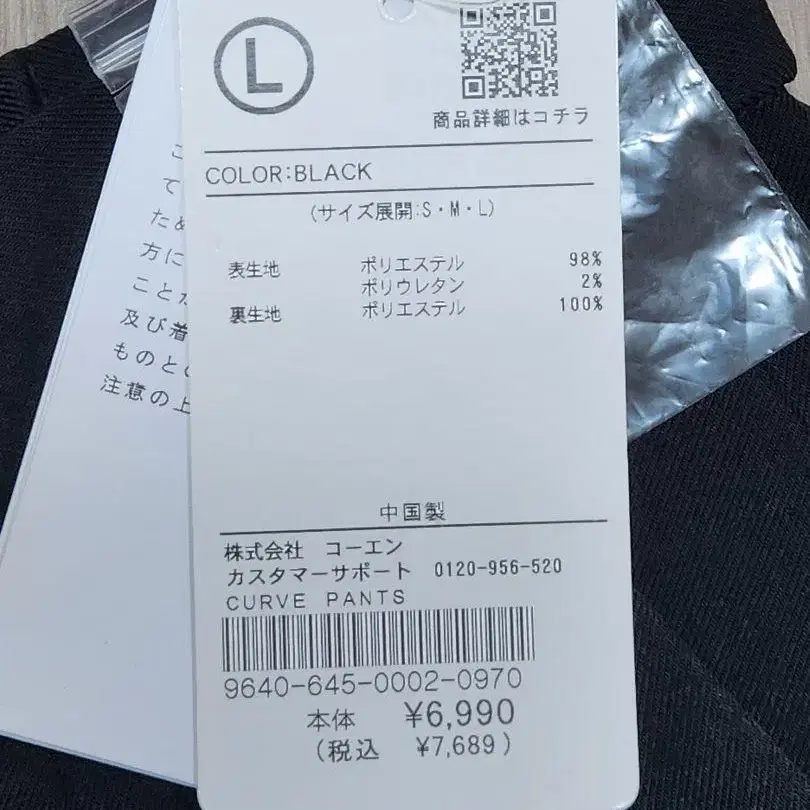 L
商品詳細はコチラ
COLOR:BLACK
(サイズ展開:S・M・L)
表生地 ポリエステル 98%
ポリウレタン 2%
裏生地 ポリエステル 100%
中国製
株式会社 コーエン
カスタマーサポート 0120-956-520
CURVE PANTS
9640-645-0002-0970
本体 ¥6,990
(税込 ¥7,689)
こ
て
ため
方に
ことが
及び着
ものと
注意の上